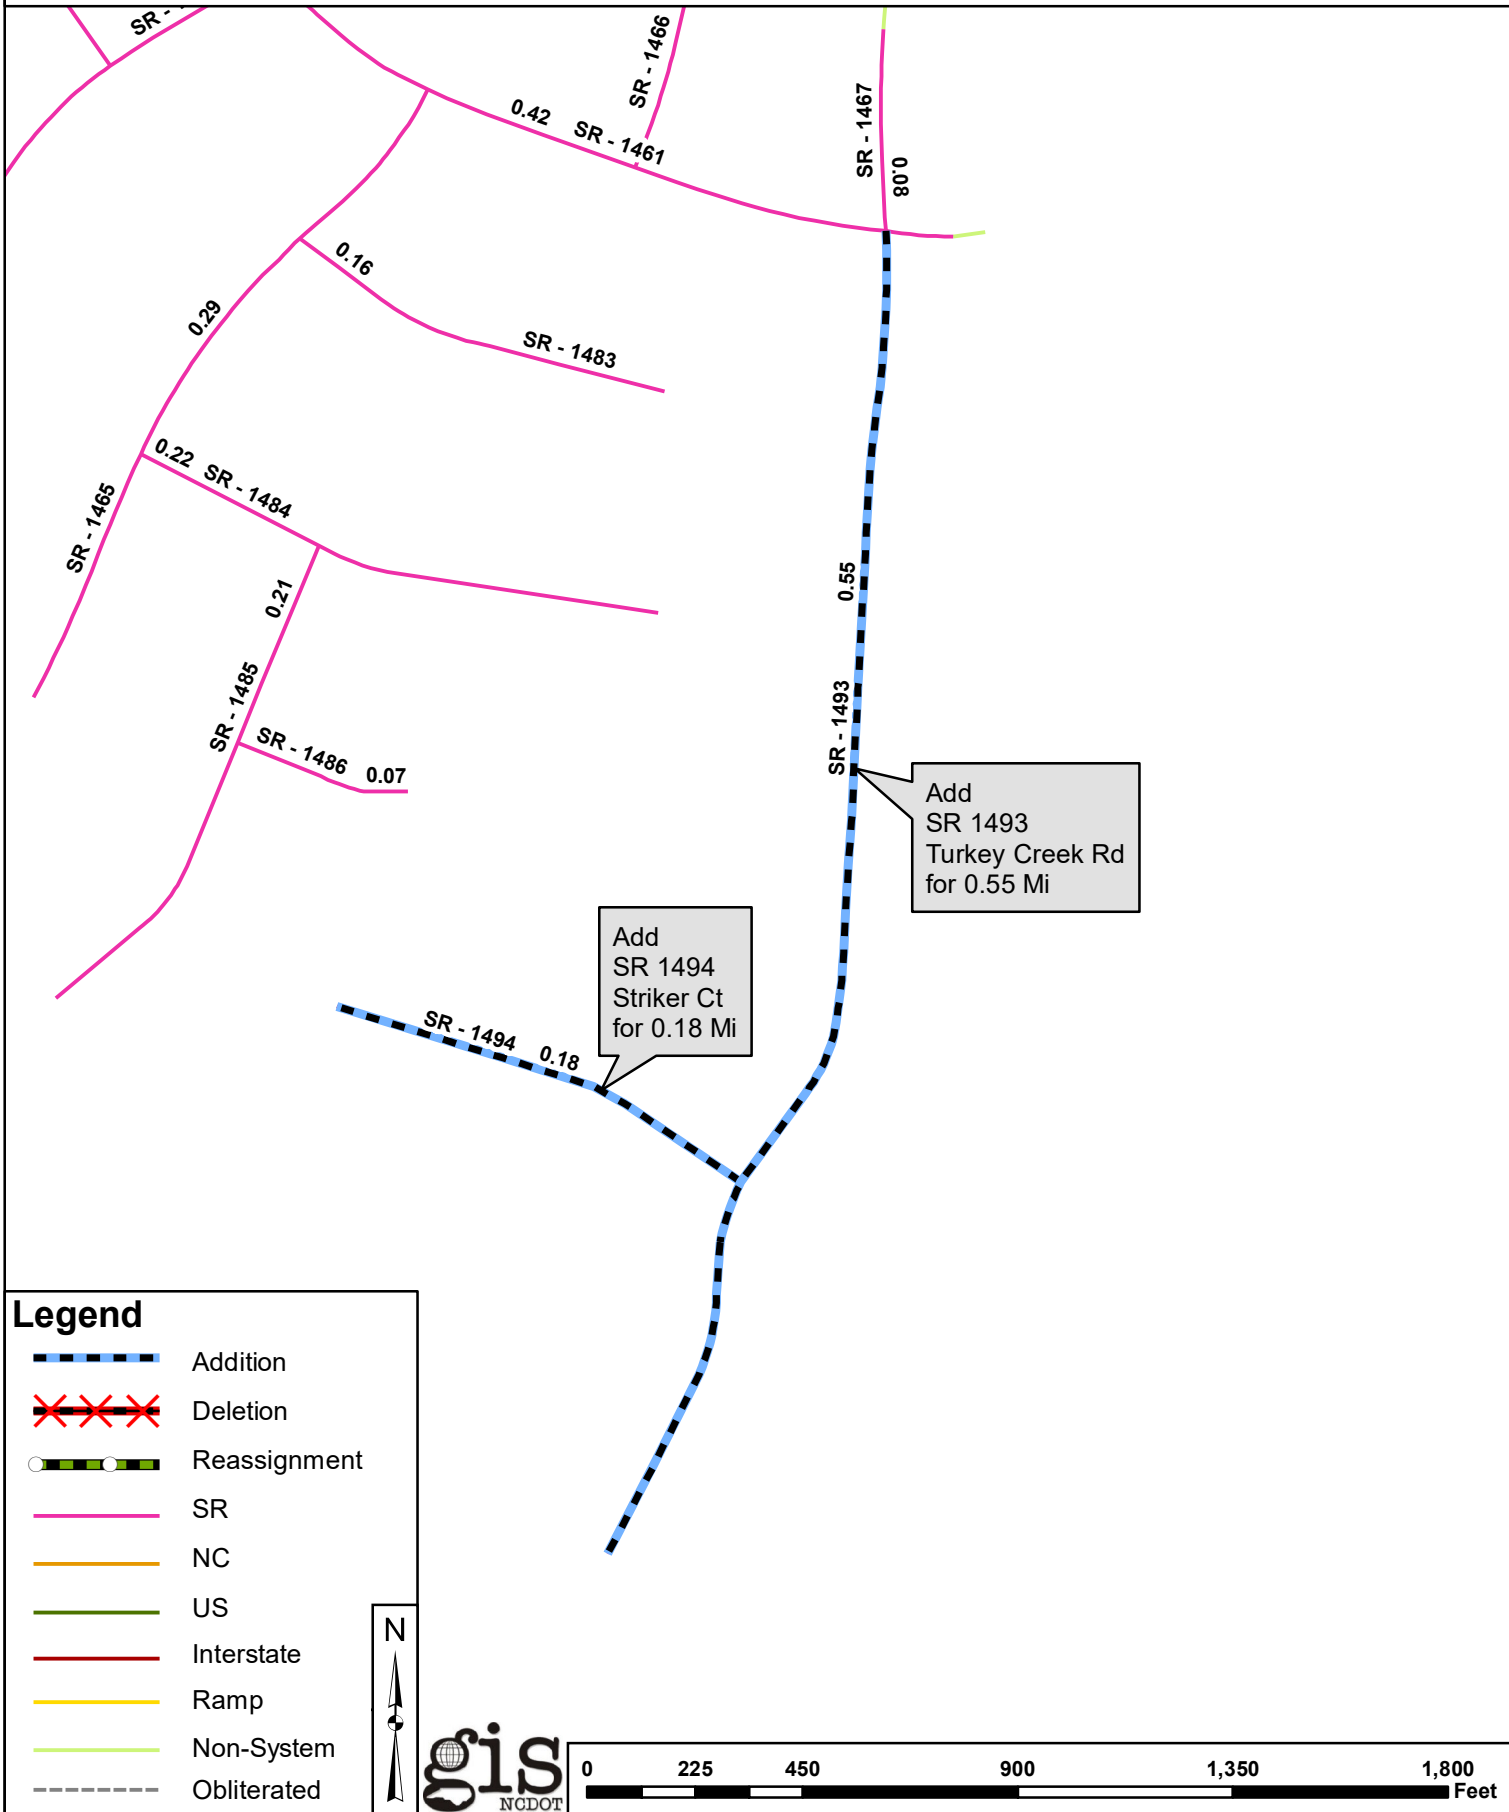 SR -
SR - 1466
0.42 SR - 1461
SR - 1467
0.08
0.16
0.29
SR - 1483
0.22 SR - 1484
SR - 1465
0.21
0.55
SR - 1485
SR - 1493
SR - 1486 0.07
Add
SR 1493
Turkey Creek Rd
for 0.55 Mi
Add
SR 1494
Striker Ct
for 0.18 Mi
SR - 1494 0.18
Legend
Addition
Deletion
Reassignment
SR
NC
US
Interstate
Ramp
Non-System
Obliterated
N
gis
NCDOT
0 225 450 900 1,350 1,800
Feet